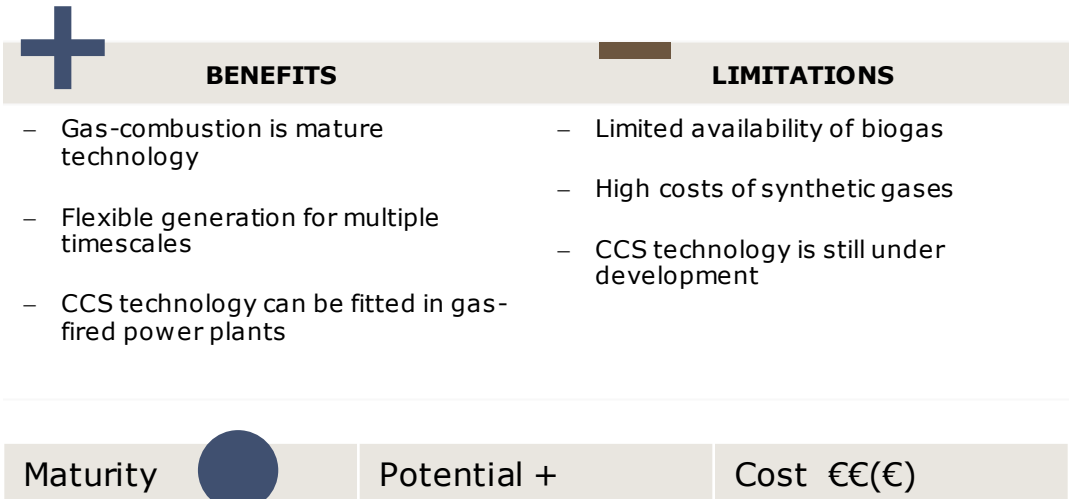 BENEFITS
LIMITATIONS
– Gas-combustion is mature
technology
– Flexible generation for multiple
timescales
– CCS technology can be fitted in gas-
fired power plants
– Limited availability of biogas
– High costs of synthetic gases
– CCS technology is still under
development
Maturity
Potential +
Cost €€(€)